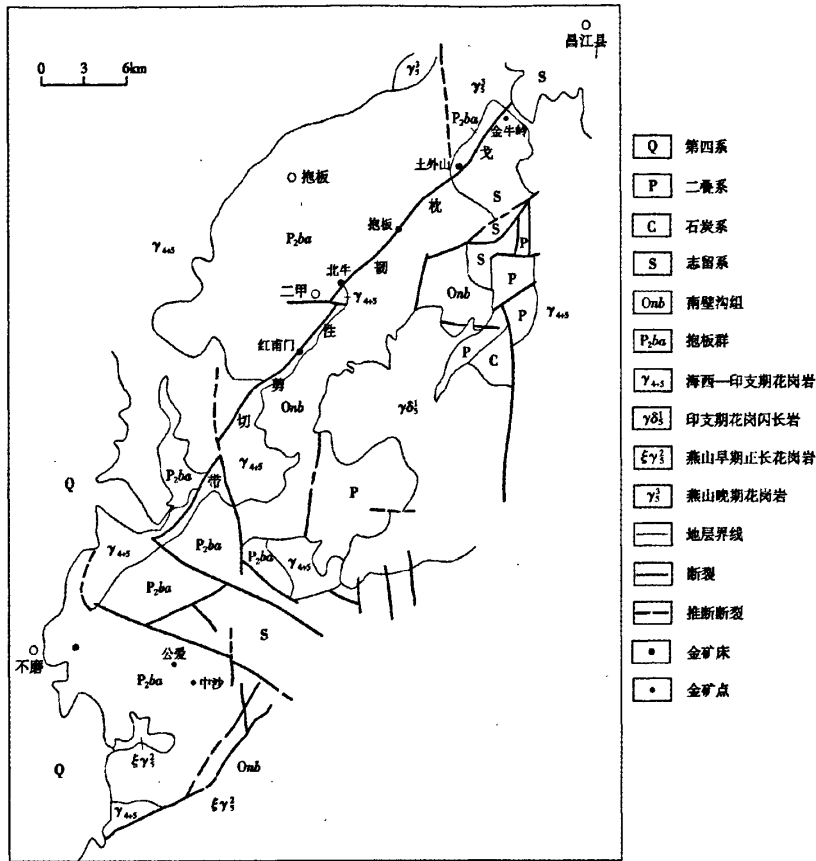 昌江县
0 3 6km
γ₅³
γ₅³
S
P₂ba
金牛岭
土外山
戈
抱板
枕
S
抱板
P₂ba
S
P
γ₄₊₅
韧
S
P
北牛
二甲
γ₄₊₅
Onb
P
γ₄₊₅
性
红甫门
P
C
剪
Onb
γδ₅¹
切
P₂ba
γ₄₊₅
带
Q
P
γ₄₊₅
P₂ba
P₂ba
γ₄₊₅
P₂ba
S
不磨
公爱
P₂ba
中沙
ξγ₅²
Q
Onb
ξγ₅²
γ₄₊₅
Q 第四系
P 二叠系
C 石炭系
S 志留系
Onb 南壁沟组
P₂ba 抱板群
γ₄₊₅ 海西—印支期花岗岩
γδ₅¹ 印支期花岗闪长岩
ξγ₅² 燕山早期正长花岗岩
γ₅³ 燕山晚期花岗岩
地层界线
断裂
推断断裂
金矿床
金矿点